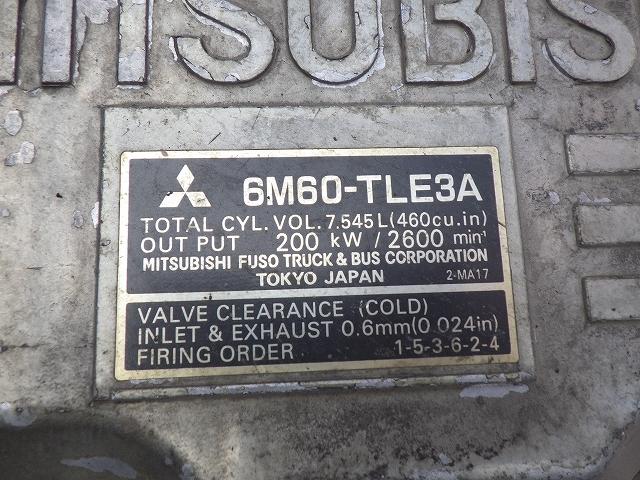 MITSUBISHI
6M60-TLE3A
TOTAL CYL. VOL. 7.545L(460cu.in)
OUT PUT 200 kW / 2600 min⁻¹
MITSUBISHI FUSO TRUCK & BUS CORPORATION
TOKYO JAPAN 2-MA17
VALVE CLEARANCE (COLD)
INLET & EXHAUST 0.6mm(0.024in)
FIRING ORDER 1-5-3-6-2-4